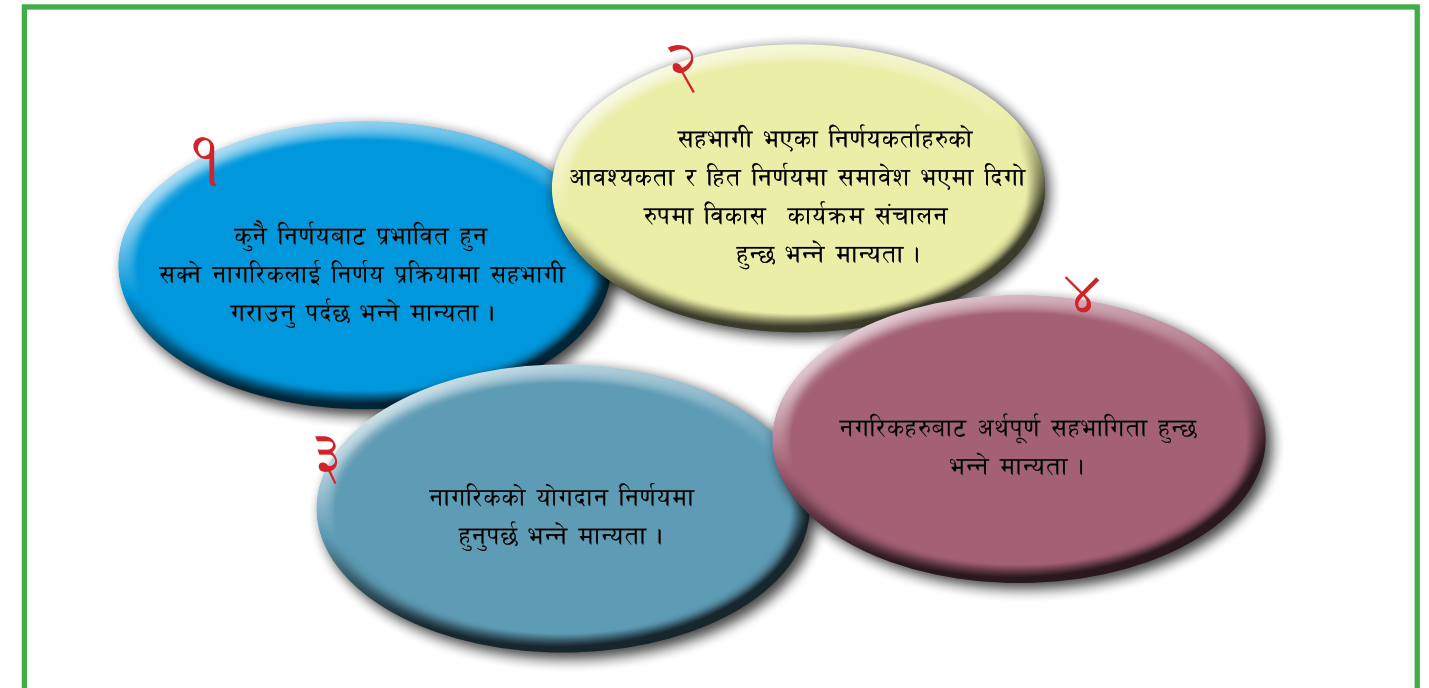 १
कुनै निर्णयबाट प्रभावित हुन
सक्ने नागरिकलाई निर्णय प्रक्रियामा सहभागी
गराउनु पर्दछ भन्ने मान्यता ।
२
सहभागी भएका निर्णयकर्ताहरुको
आवश्यकता र हित निर्णयमा समावेश भएमा दिगो
रुपमा विकास कार्यक्रम संचालन
हुन्छ भन्ने मान्यता ।
३
नागरिकको योगदान निर्णयमा
हुनुपर्छ भन्ने मान्यता ।
४
नगरिकहरुबाट अर्थपूर्ण सहभागिता हुन्छ
भन्ने मान्यता ।